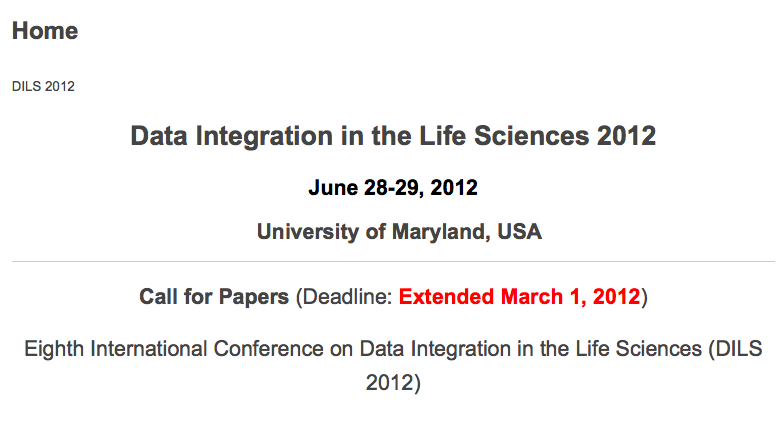 Home
DILS 2012
Data Integration in the Life Sciences 2012
June 28-29, 2012
University of Maryland, USA
Call for Papers (Deadline: Extended March 1, 2012)
Eighth International Conference on Data Integration in the Life Sciences (DILS
2012)